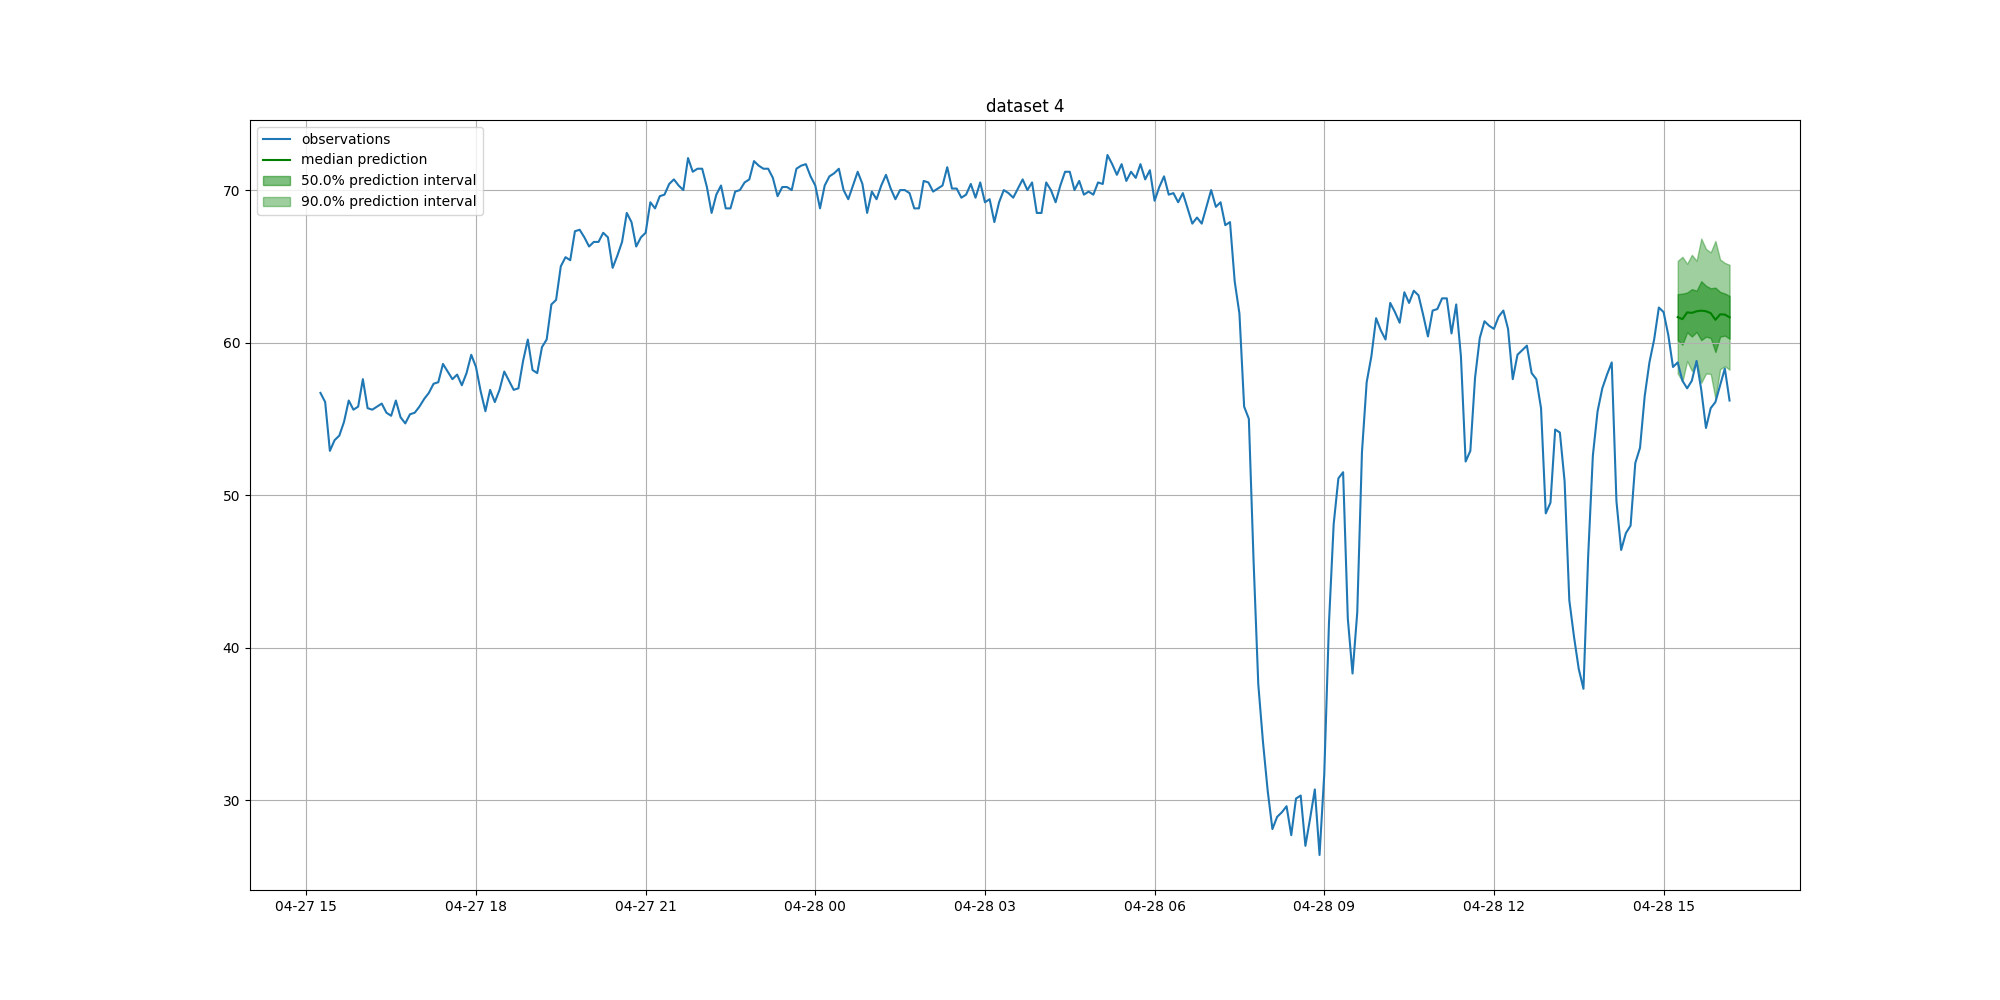 dataset 4
observations
median prediction
50.0% prediction interval
90.0% prediction interval
70
60
50
40
30
04-27 15
04-27 18
04-27 21
04-28 00
04-28 03
04-28 06
04-28 09
04-28 12
04-28 15